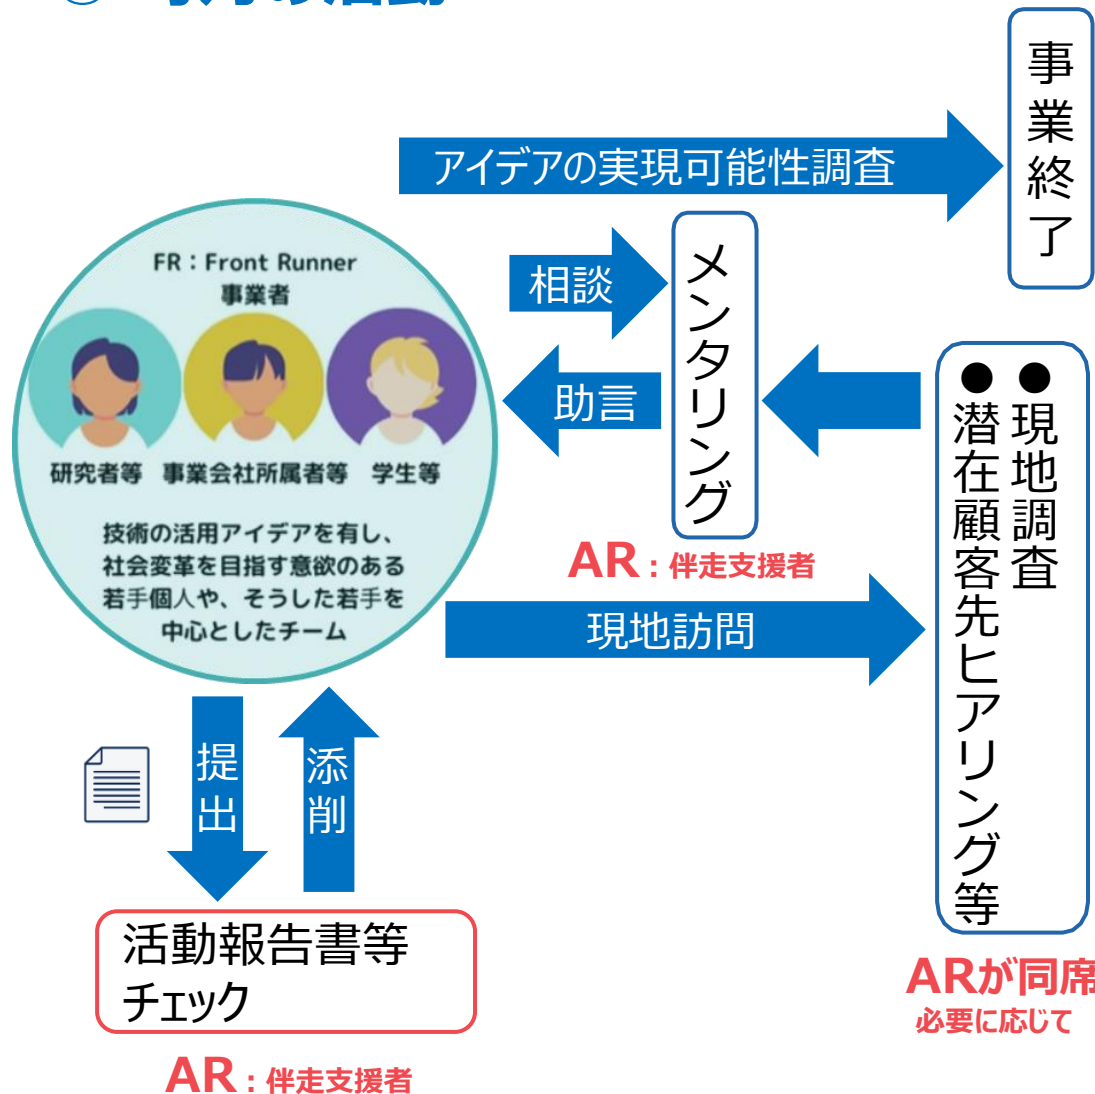 事業終了
アイデアの実現可能性調査
FR：Front Runner
事業者
研究者等 事業会社所属者等 学生等
技術の活用アイデアを有し、
社会変革を目指す意欲のある
若手個人や、そうした若手を
中心としたチーム
相談
助言
メンタリング
AR：伴走支援者
現地訪問
●現地調査
●潜在顧客先ヒアリング等
ARが同席
必要に応じて
提出
添削
活動報告書等
チェック
AR：伴走支援者